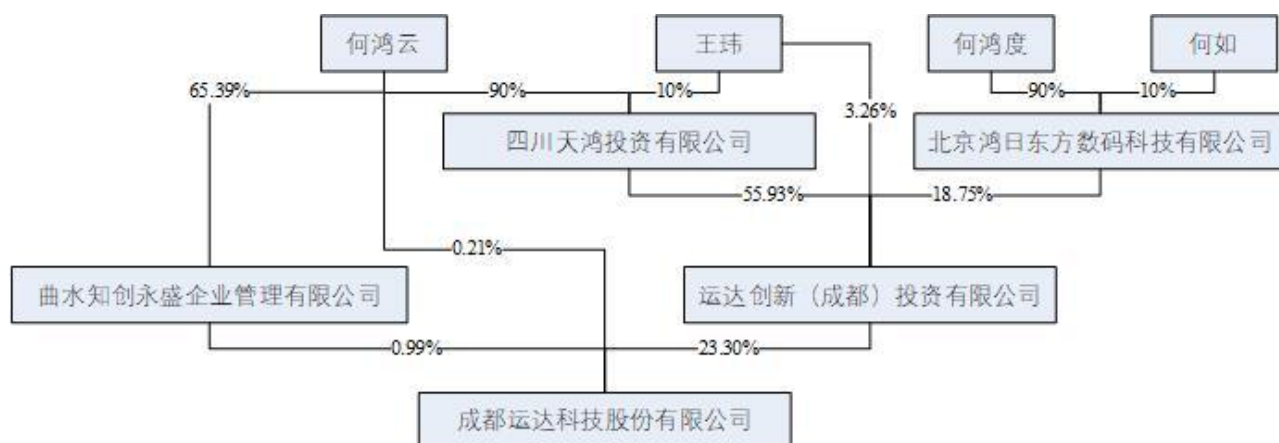 何鸿云
王玮
何鸿度
何如
65.39%
90%
10%
3.26%
90%
10%
四川天鸿投资有限公司
北京鸿日东方数码科技有限公司
55.93%
18.75%
0.21%
曲水知创永盛企业管理有限公司
运达创新（成都）投资有限公司
0.99%
23.30%
成都运达科技股份有限公司